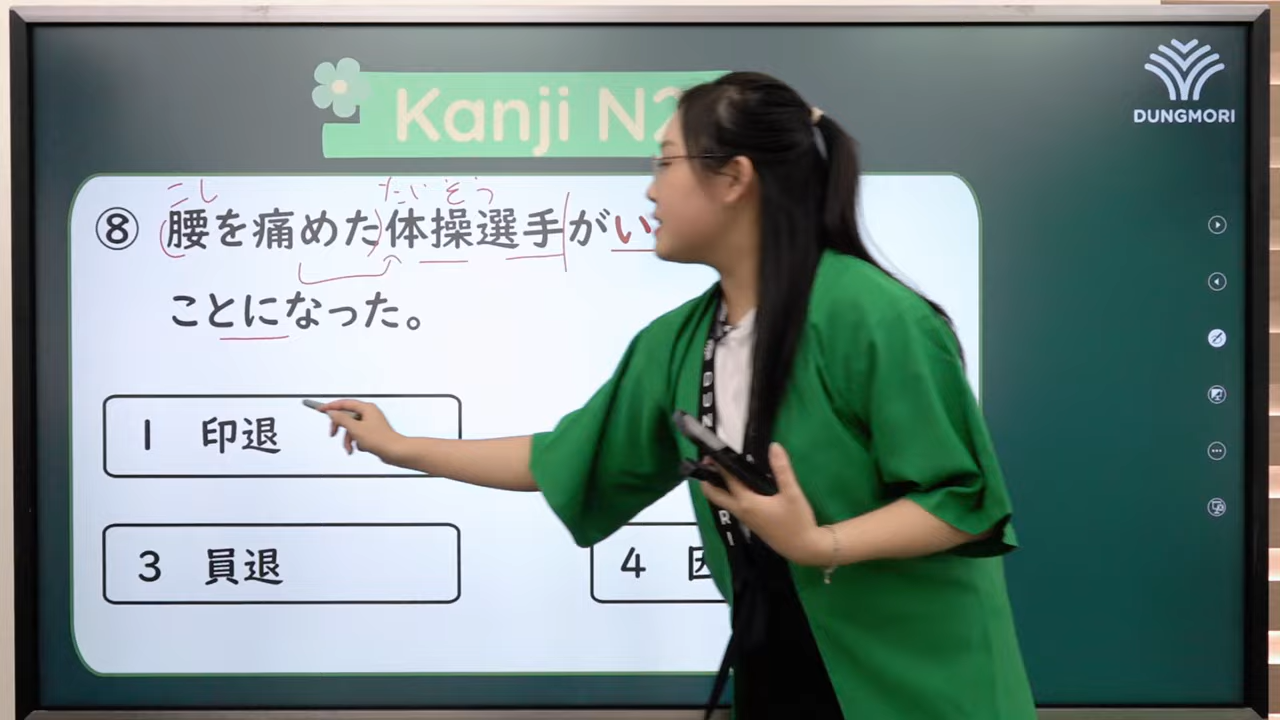 Kanji N2
DUNGMORI
こし
たいそう
⑧ 腰を痛めた体操選手がい
ことになった。
1 印退
3 員退
4 因